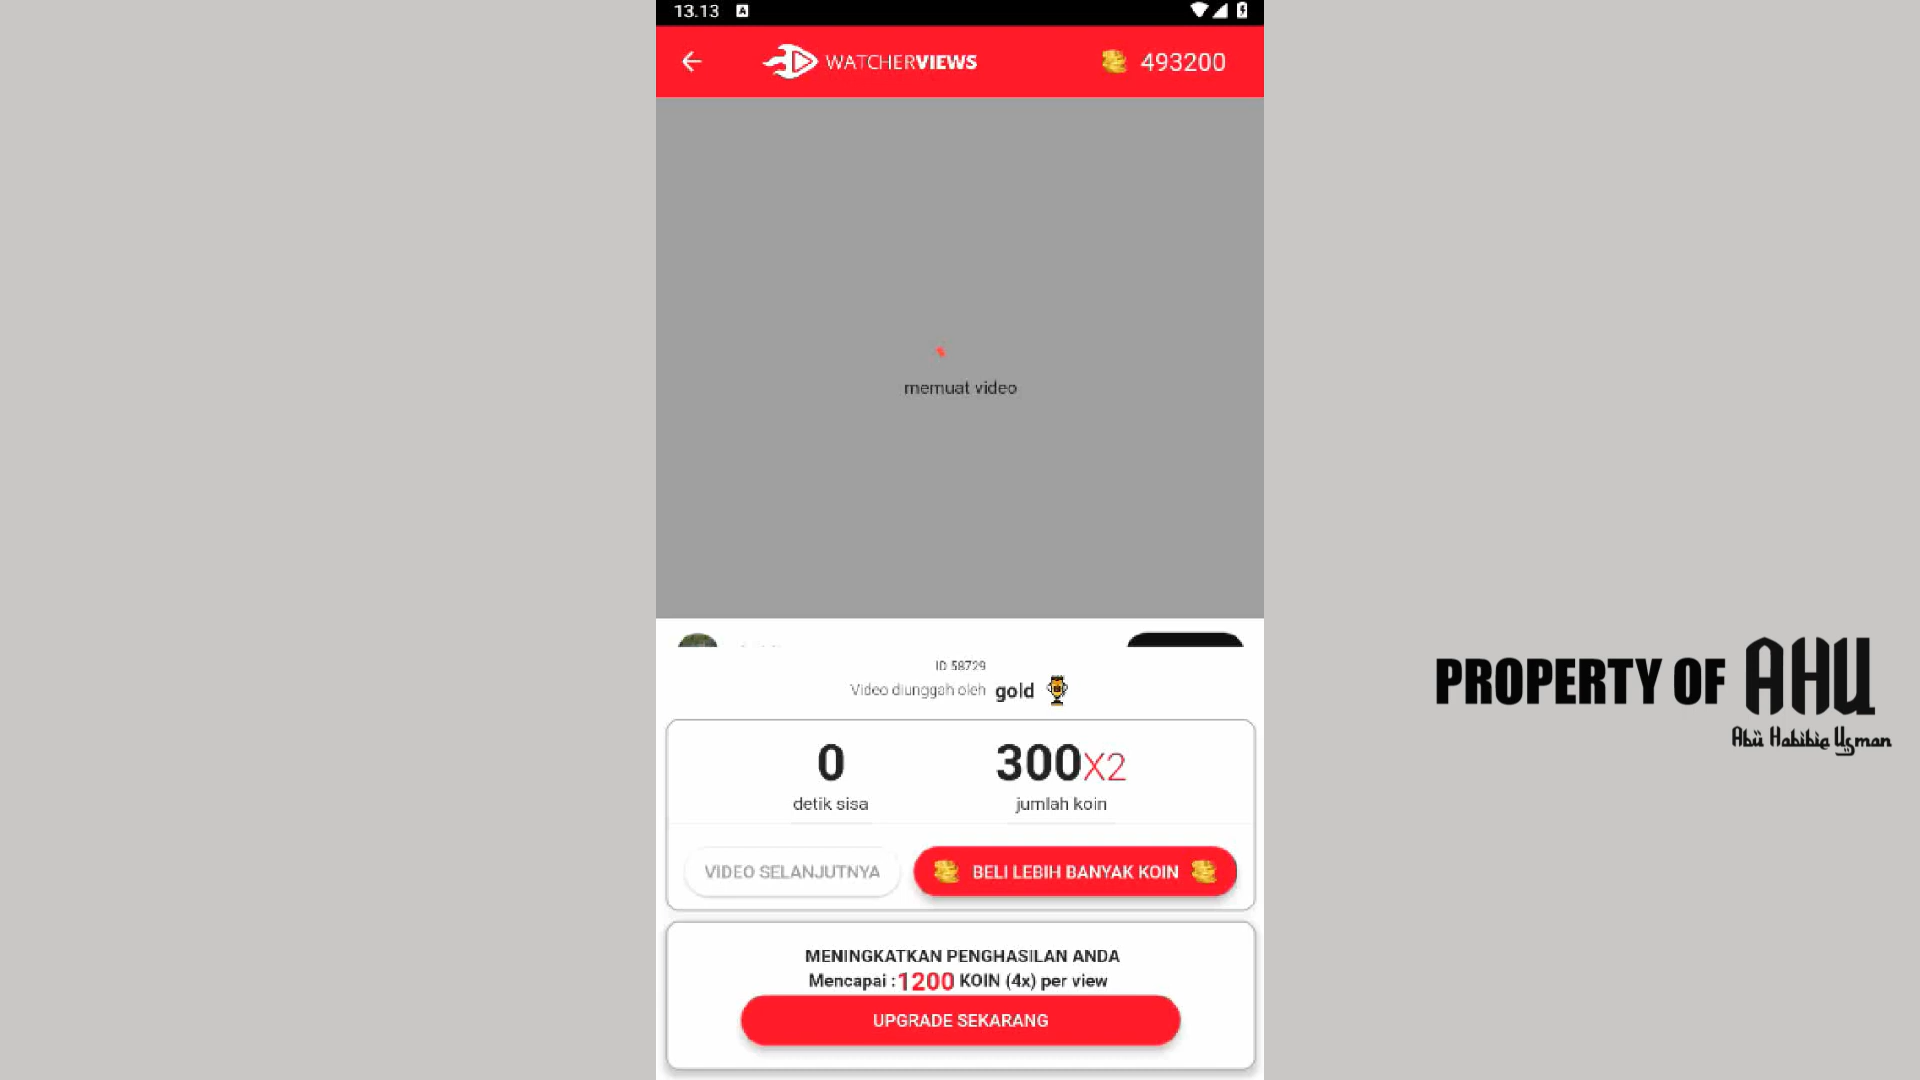 13.13 A
WATCHERVIEWS
493200
memuat video
ID 58729
Video diunggah oleh gold
0
detik sisa
300X2
jumlah koin
VIDEO SELANJUTNYA
BELI LEBIH BANYAK KOIN
MENINGKATKAN PENGHASILAN ANDA
Mencapai : 1200 KOIN (4x) per view
UPGRADE SEKARANG
PROPERTY OF AHU
Abu Habibie Usman